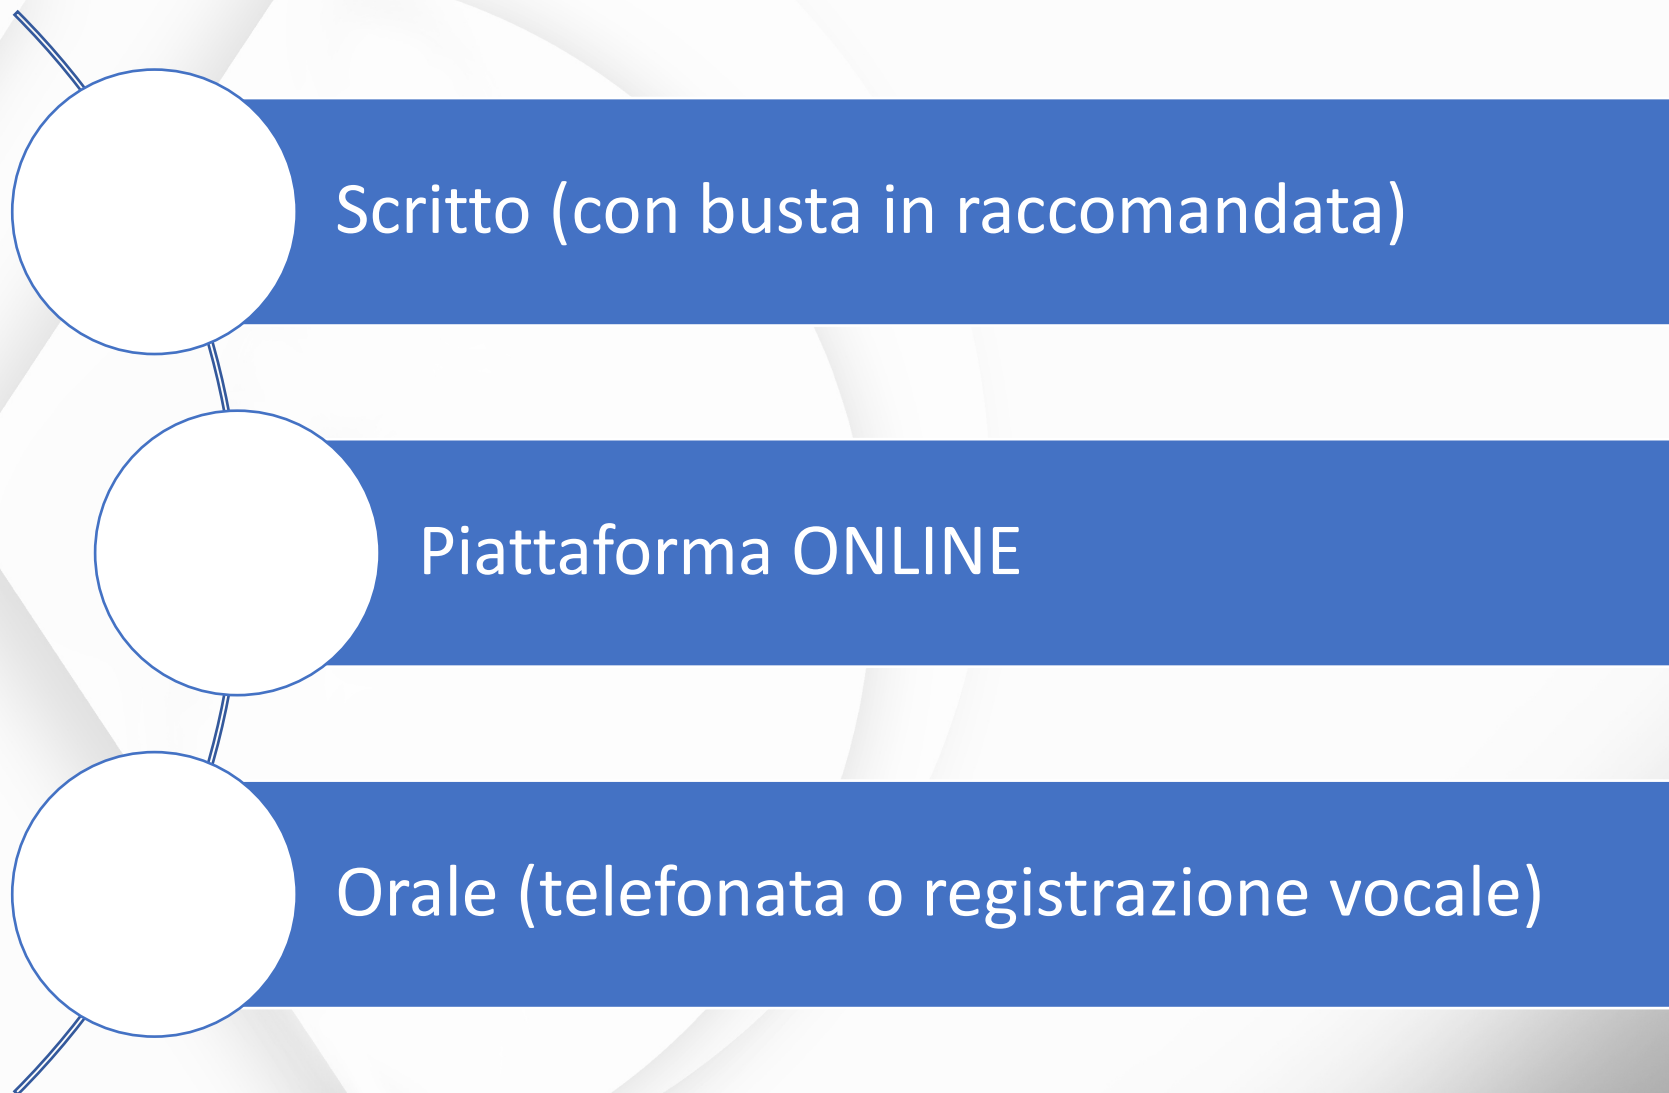 Scritto (con busta in raccomandata)
Piattaforma ONLINE
Orale (telefonata o registrazione vocale)